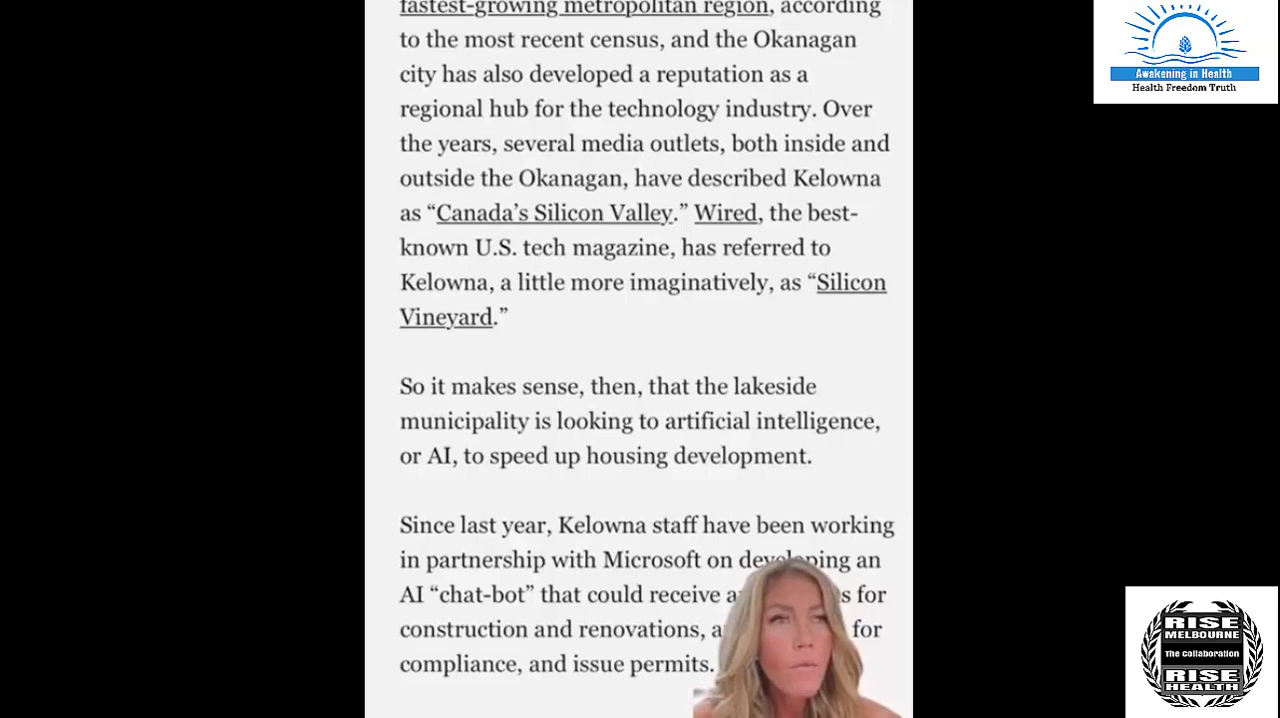 fastest-growing metropolitan region, according
to the most recent census, and the Okanagan
city has also developed a reputation as a
regional hub for the technology industry. Over
the years, several media outlets, both inside and
outside the Okanagan, have described Kelowna
as “Canada’s Silicon Valley.” Wired, the best-
known U.S. tech magazine, has referred to
Kelowna, a little more imaginatively, as “Silicon
Vineyard.”
So it makes sense, then, that the lakeside
municipality is looking to artificial intelligence,
or AI, to speed up housing development.
Since last year, Kelowna staff have been working
in partnership with Microsoft on developing an
AI “chat-bot” that could receive for
construction and renovations, for
compliance, and issue permits.
Awakening in Health
Health Freedom Truth
RISE
MELBOURNE
The Collaboration
RISE
HEALTH